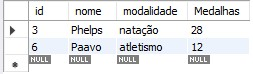 id nome modalidade Medalhas
3 Phelps natação 28
6 Paavo atletismo 12
NULL NULL NULL NULL